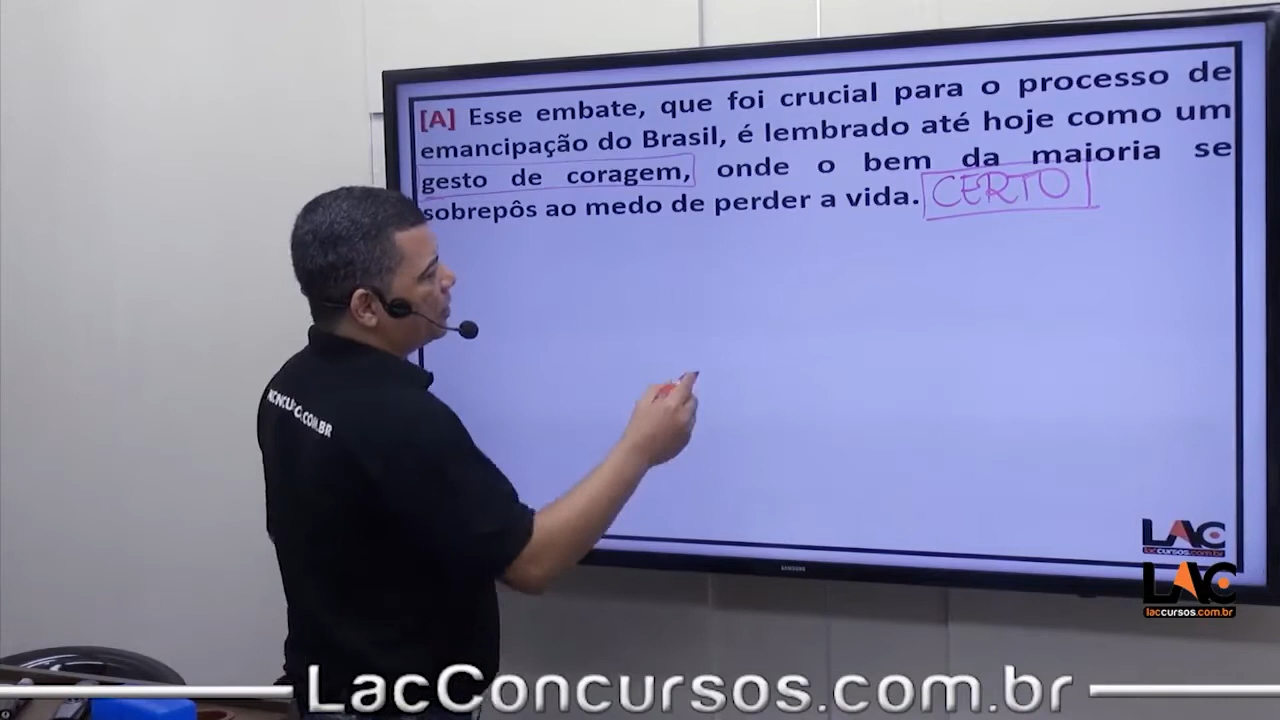 [A] Esse embate, que foi crucial para o processo de
emancipação do Brasil, é lembrado até hoje como um
gesto de coragem, onde o bem da maioria se
sobrepôs ao medo de perder a vida. CERTO
SAMSUNG
LAC
laccursos.com.br
LAC
laccursos.com.br
LacConcursos.com.br